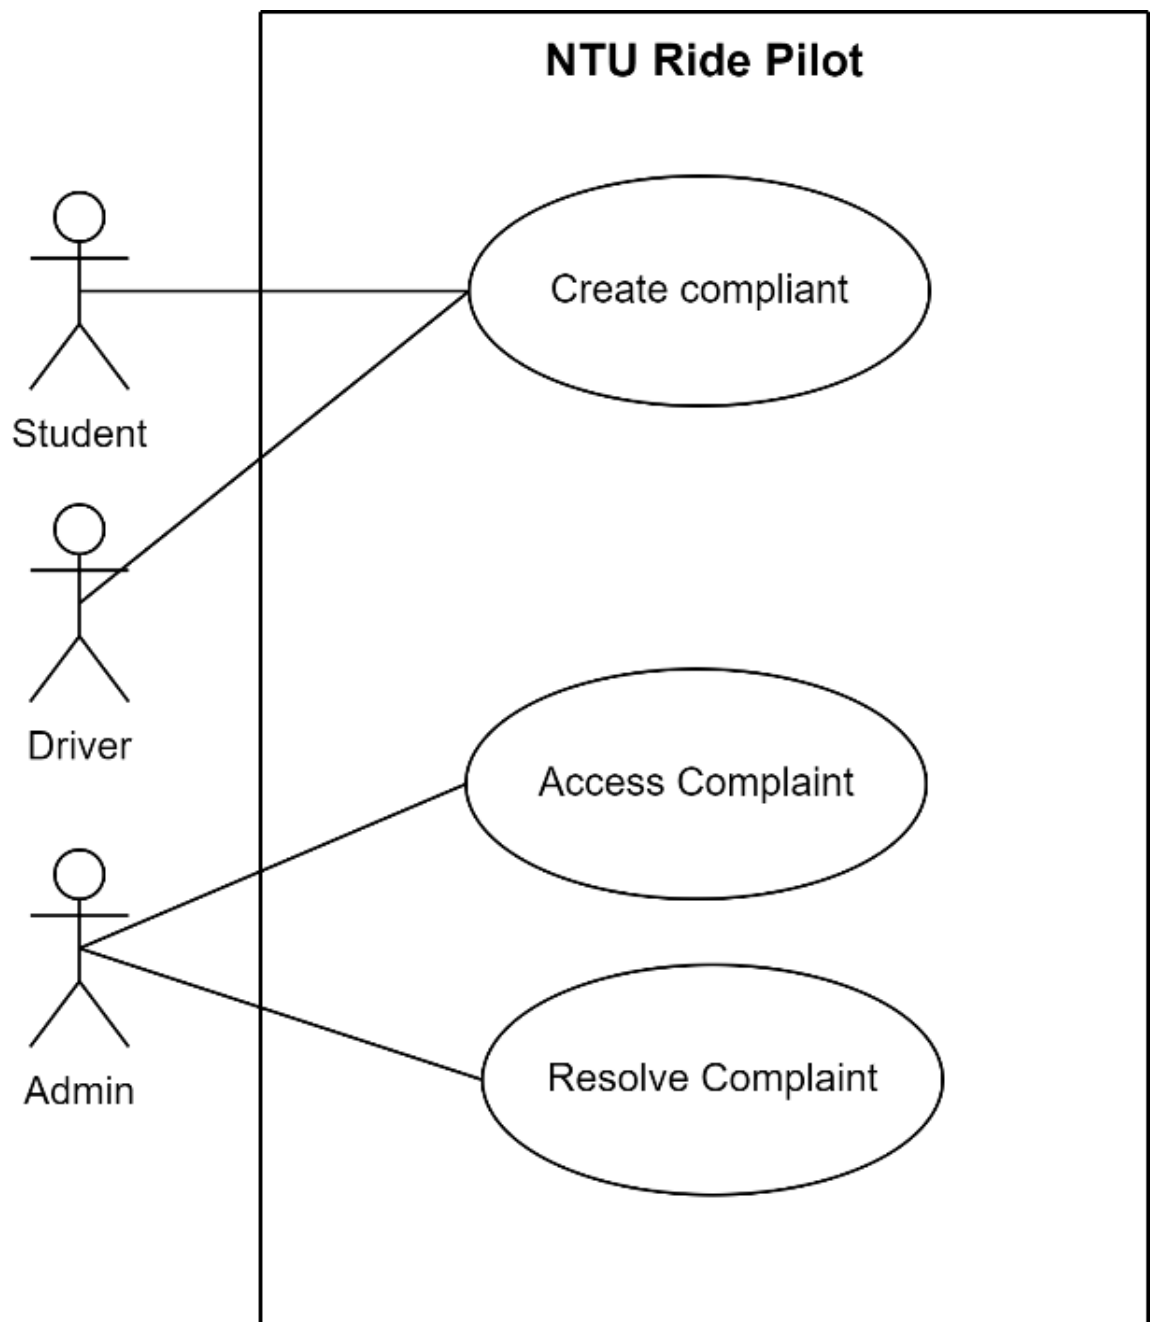 NTU Ride Pilot
Create compliant
Student
Driver
Access Complaint
Resolve Complaint
Admin